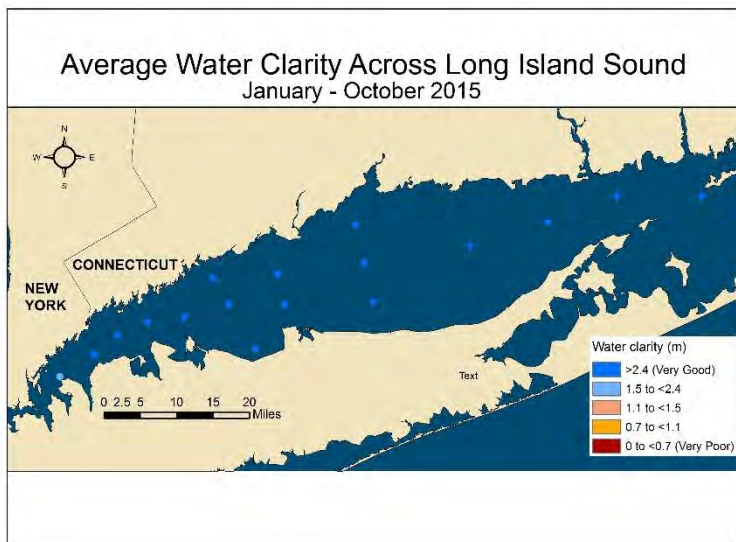 Average Water Clarity Across Long Island Sound
January - October 2015
N
W E
S
CONNECTICUT
NEW
YORK
Water clarity (m)
>2.4 (Very Good)
1.5 to <2.4
1.1 to <1.5
0.7 to <1.1
0 to <0.7 (Very Poor)
Text
0 2.5 5 10 15 20
Miles